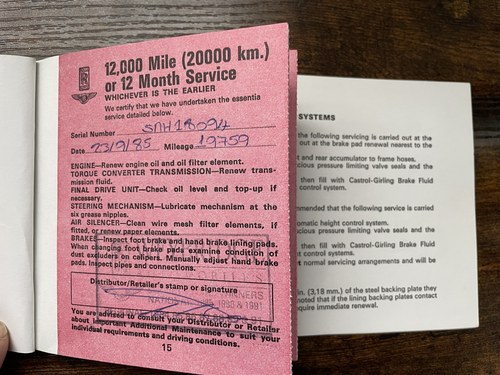 12,000 Mile (20000 km.)
or 12 Month Service
WHICHEVER IS THE EARLIER
We certify that we have undertaken the essentia
service detailed below.
Serial Number SNH18094
Date 23/9/85 Mileage 19759
ENGINE—Renew engine oil and oil filter element.
TORQUE CONVERTER TRANSMISSION—Renew trans-
mission fluid.
FINAL DRIVE UNIT—Check oil level and top-up if
necessary.
STEERING MECHANISM—Lubricate mechanism at the
six grease nipples.
AIR SILENCER—Clean wire mesh filter elements, if
fitted, or renew paper elements.
BRAKES—Inspect foot brake and hand brake lining pads.
When changing foot brake pads examine condition of
dust excluders on calipers. Manually adjust hand brake
pads. Inspect pipes and connections.
Distributor/Retailer's stamp or signature
You are advised to consult your Distributor or Retailer
about important Additional Maintenance to suit your
individual requirements and driving conditions.
15
SYSTEMS
the following servicing is carried out at the
out at the brake pad renewal nearest to the
and rear accumulator to frame hoses.
cious pressure limiting valve seals and the
then fill with Castrol-Girling Brake Fluid
control system.
mmended that the following service is carried
umatic height control system.
cious pressure limiting valve seals and the
then fill with Castrol-Girling Brake Fluid
control system.
normal servicing arrangements and will be
in. (3,18 mm.) of the steel backing plate they
noted that if the lining backing plates contact
require immediate renewal.